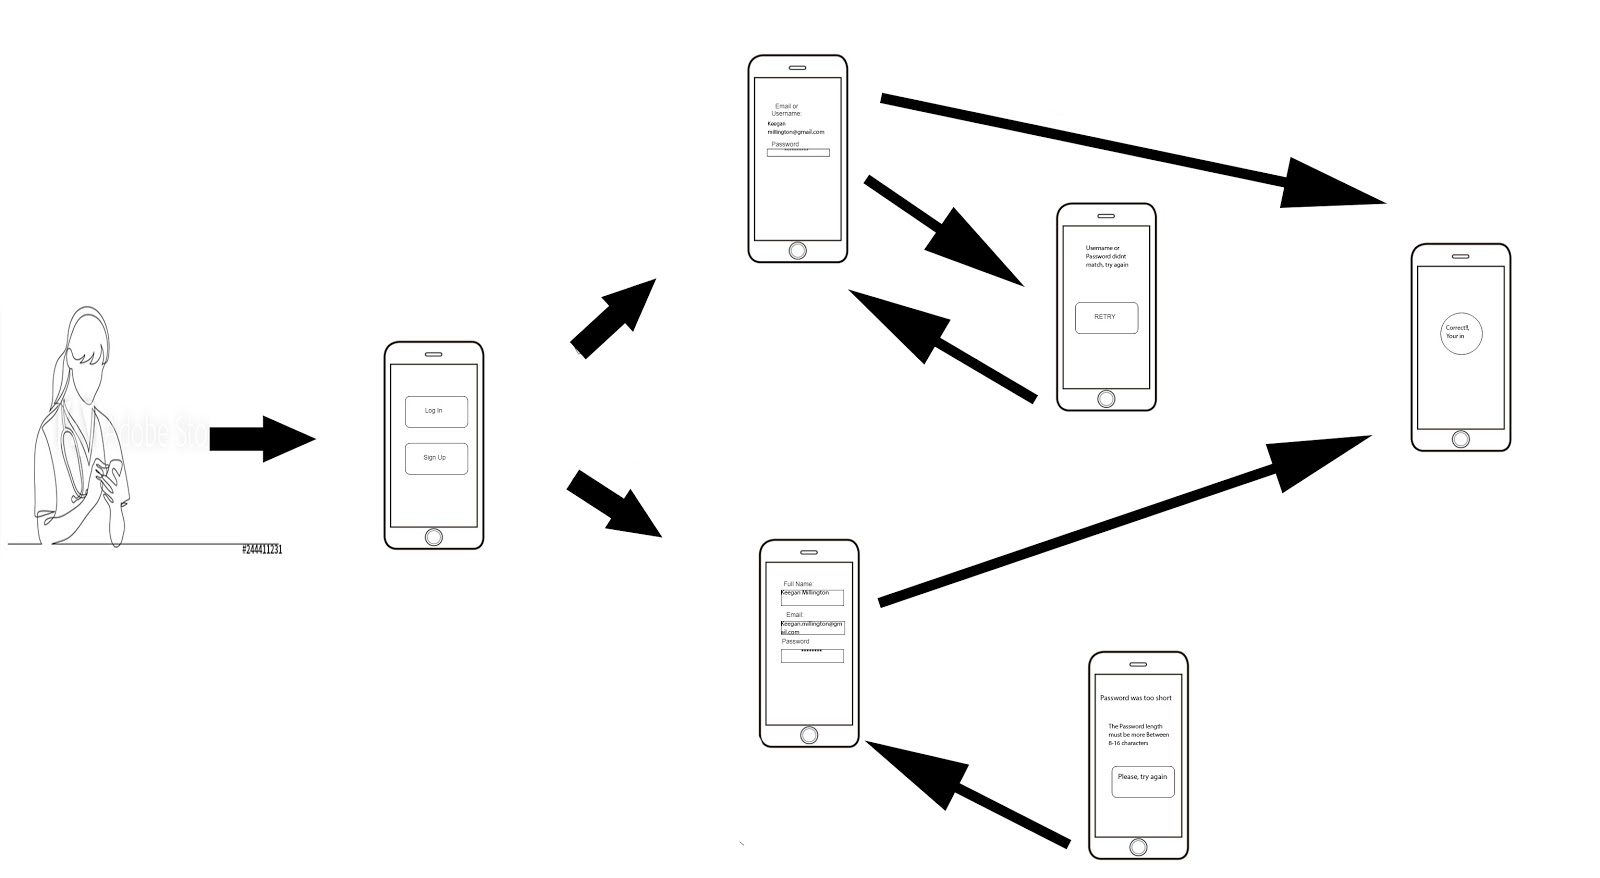 Adobe Sto
#244411231
Log In
Sign Up
Email or
Username:
Keegan
millington@gmail.com
Password
**********
Username or
Password didnt
match, try again
RETRY
Correct!!,
Your in
Full Name:
Keegan Millington
Email:
Keegan.millington@gm
ail.com
Password
********
Password was too short
The Password length
must be more Between
8-16 characters
Please, try again